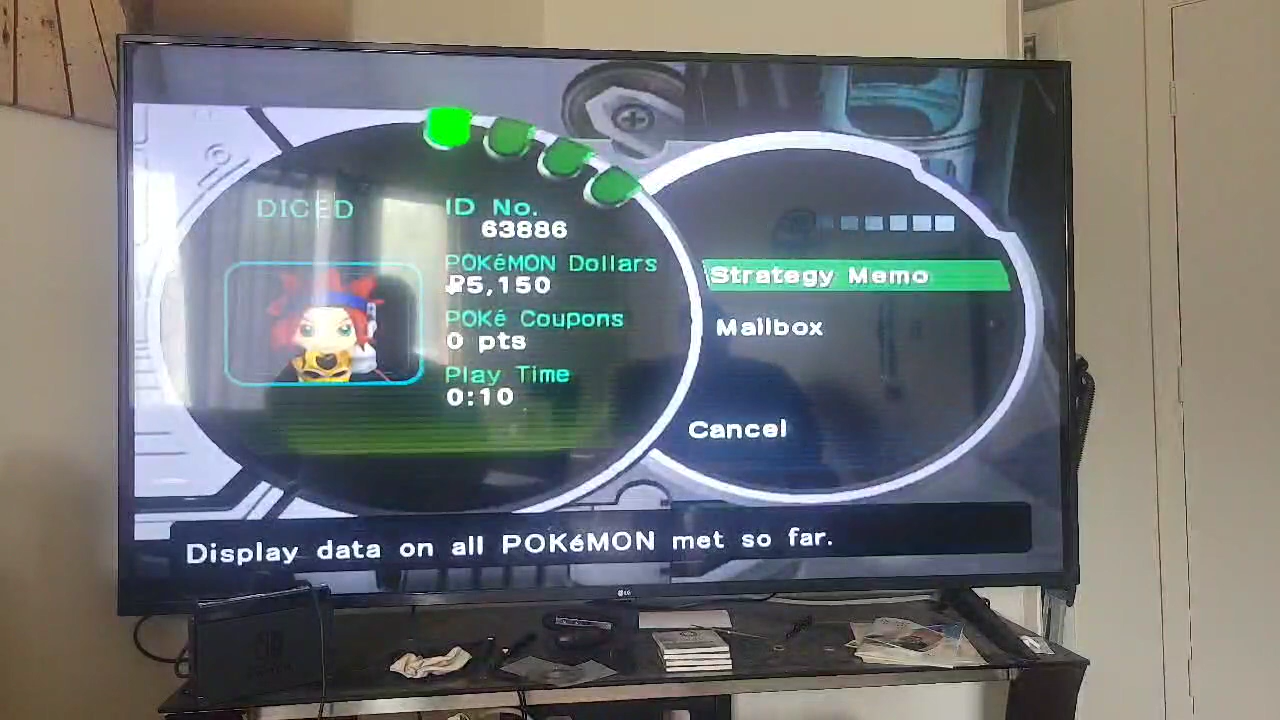 DICED
ID No.
63886
POKéMON Dollars
₽5,150
POKé Coupons
0 pts
Play Time
0:10
Strategy Memo
Mailbox
Cancel
Display data on all POKéMON met so far.
LG